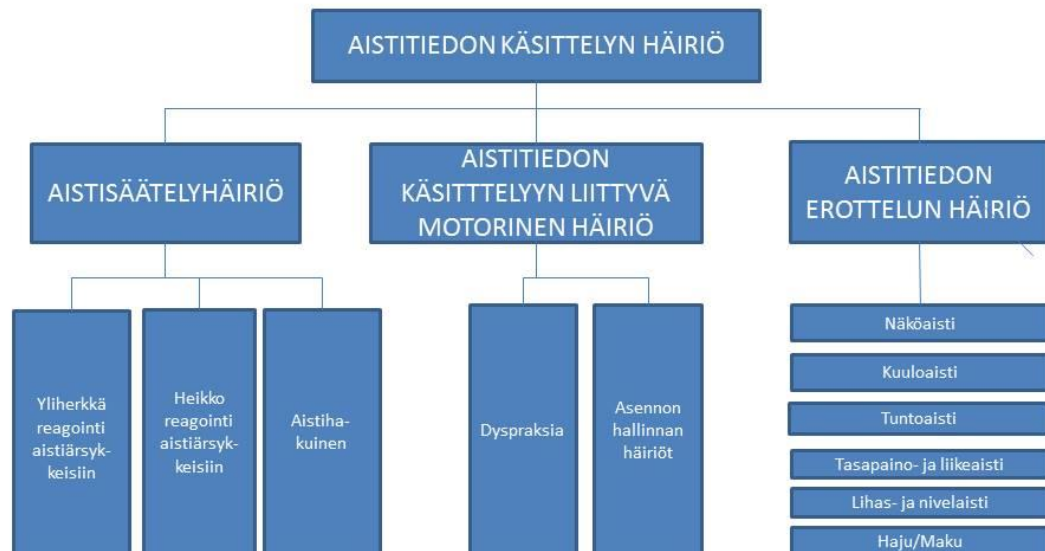 AISTITIEDON KÄSITTELYN HÄIRIÖ
AISTISÄÄTELYHÄIRIÖ
AISTITIEDON
KÄSITTTELYYN LIITTYVÄ
MOTORINEN HÄIRIÖ
AISTITIEDON
EROTTELUN HÄIRIÖ
Yliherkkä
reagointi
aistiärsyk-
keisiin
Heikko
reagointi
aistiärsyk-
keisiin
Aistiha-
kuinen
Dyspraksia
Asennon
hallinnan
häiriöt
Näköaisti
Kuuloaisti
Tuntoaisti
Tasapaino- ja liikeaisti
Lihas- ja nivelaisti
Haju/Maku